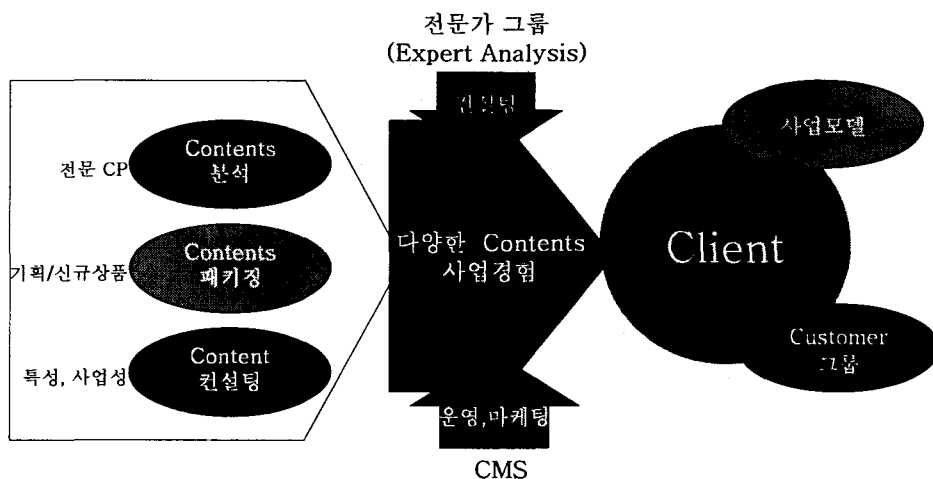 전문가 그룹
(Expert Analysis)
컨설팅
사업모델
전문 CP
Contents
분석
기획/신규상품
Contents
패키징
특성, 사업성
Content
컨설팅
다양한 Contents
사업경험
Client
Customer
그룹
운영,마케팅
CMS